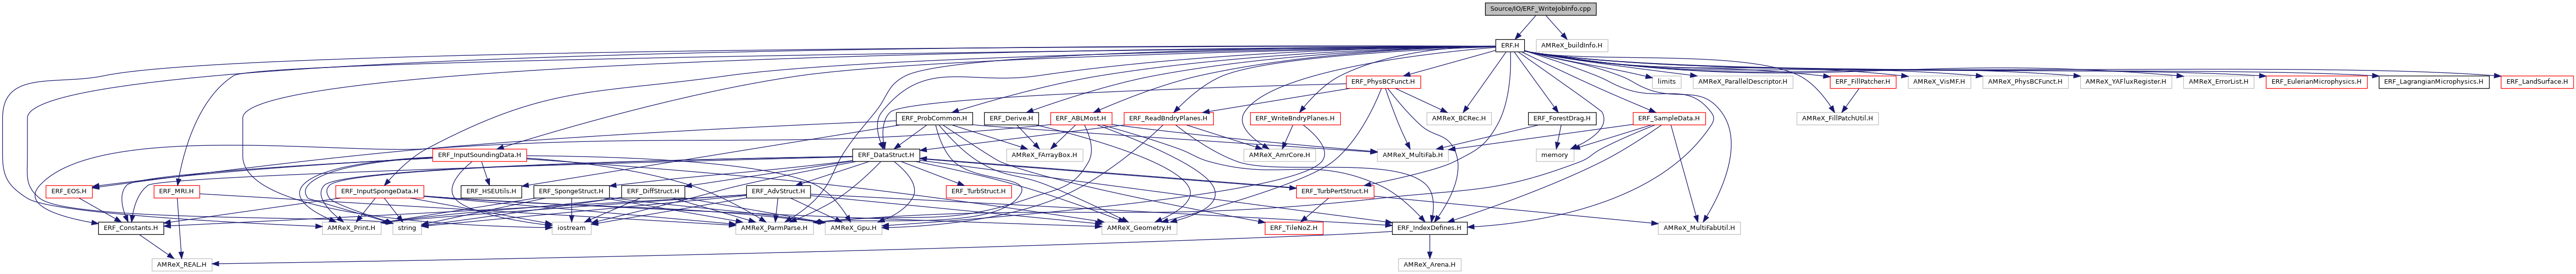 Source/IO/ERF_WriteJobInfo.cpp
ERF.H
AMReX_buildInfo.H
ERF_PhysBCFunct.H
limits
AMReX_ParallelDescriptor.H
ERF_FillPatcher.H
AMReX_VisMF.H
AMReX_PhysBCFunct.H
AMReX_YAFluxRegister.H
AMReX_ErrorList.H
ERF_EulerianMicrophysics.H
ERF_LagrangianMicrophysics.H
ERF_LandSurface.H
ERF_ProbCommon.H
ERF_Derive.H
ERF_ABLMost.H
ERF_ReadBndryPlanes.H
ERF_WriteBndryPlanes.H
AMReX_BCRec.H
ERF_ForestDrag.H
ERF_SampleData.H
AMReX_FillPatchUtil.H
ERF_InputSoundingData.H
ERF_DataStruct.H
AMReX_FArrayBox.H
AMReX_AmrCore.H
AMReX_MultiFab.H
memory
ERF_EOS.H
ERF_MRI.H
ERF_InputSpongeData.H
ERF_HSEUtils.H
ERF_SpongeStruct.H
ERF_DiffStruct.H
ERF_AdvStruct.H
ERF_TurbStruct.H
ERF_TurbPertStruct.H
ERF_Constants.H
AMReX_Print.H
string
iostream
AMReX_ParmParse.H
AMReX_Gpu.H
AMReX_Geometry.H
ERF_TileNoZ.H
ERF_IndexDefines.H
AMReX_MultiFabUtil.H
AMReX_REAL.H
AMReX_Arena.H